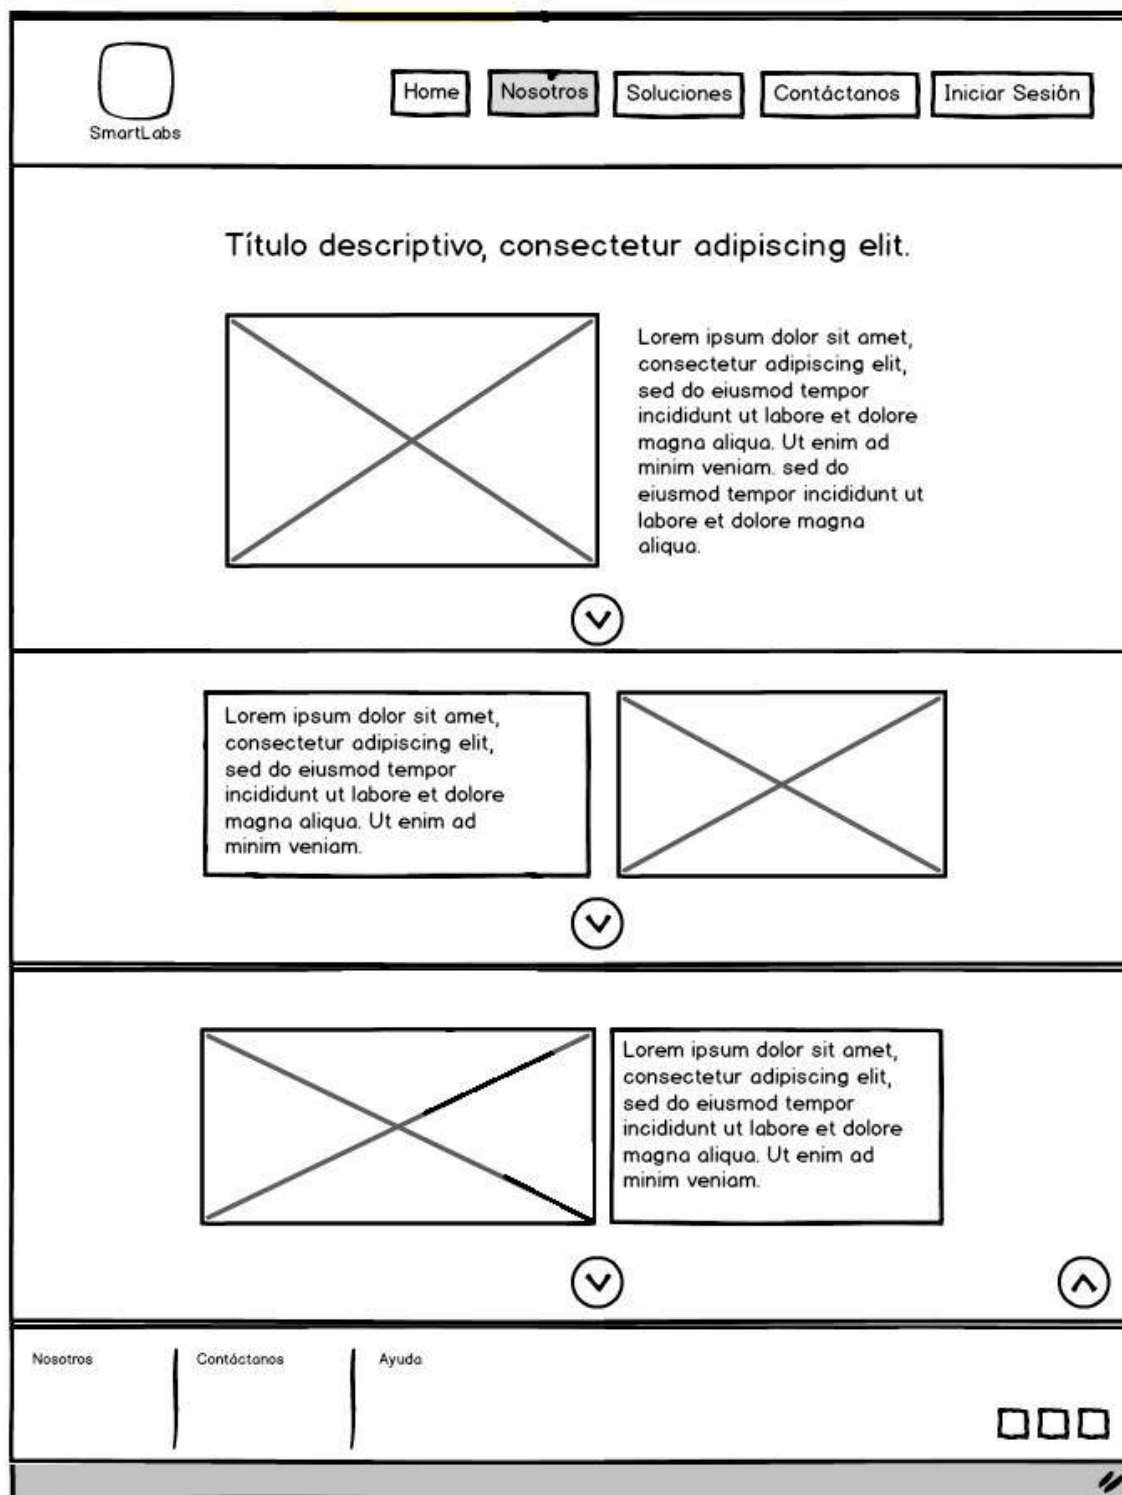 SmartLabs
Home
Nosotros
Soluciones
Contáctanos
Iniciar Sesión
Título descriptivo, consectetur adipiscing elit.
Lorem ipsum dolor sit amet,
consectetur adipiscing elit,
sed do eiusmod tempor
incididunt ut labore et dolore
magna aliqua. Ut enim ad
minim veniam. sed do
eiusmod tempor incididunt ut
labore et dolore magna
aliqua.
Lorem ipsum dolor sit amet,
consectetur adipiscing elit,
sed do eiusmod tempor
incididunt ut labore et dolore
magna aliqua. Ut enim ad
minim veniam.
Lorem ipsum dolor sit amet,
consectetur adipiscing elit,
sed do eiusmod tempor
incididunt ut labore et dolore
magna aliqua. Ut enim ad
minim veniam.
Nosotros
Contáctanos
Ayuda